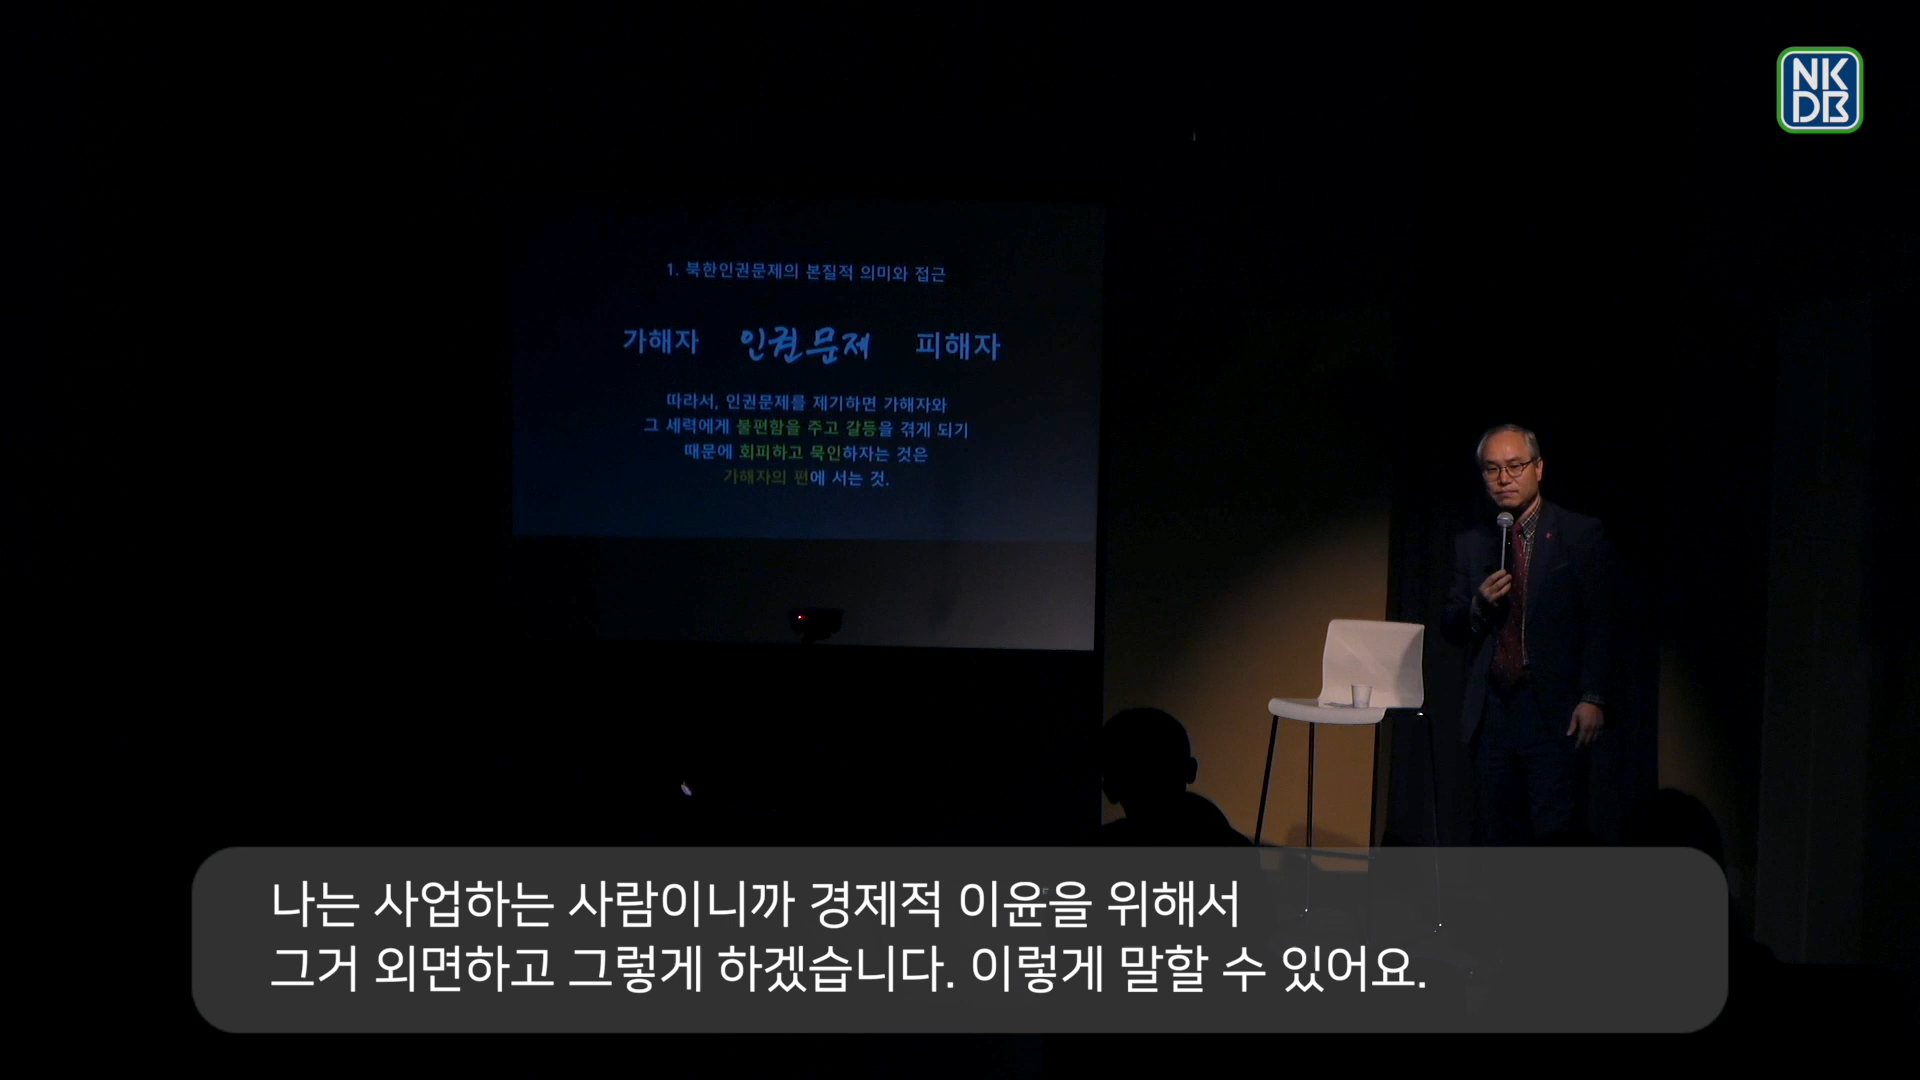 NK
DB
1. 북한인권문제의 본질적 의미와 접근
가해자 인권문제 피해자
따라서, 인권문제를 제기하면 가해자와
그 세력에게 불편함을 주고 갈등을 겪게 되기
때문에 회피하고 묵인하자는 것은
가해자의 편에 서는 것.
나는 사업하는 사람이니까 경제적 이윤을 위해서
그거 외면하고 그렇게 하겠습니다. 이렇게 말할 수 있어요.